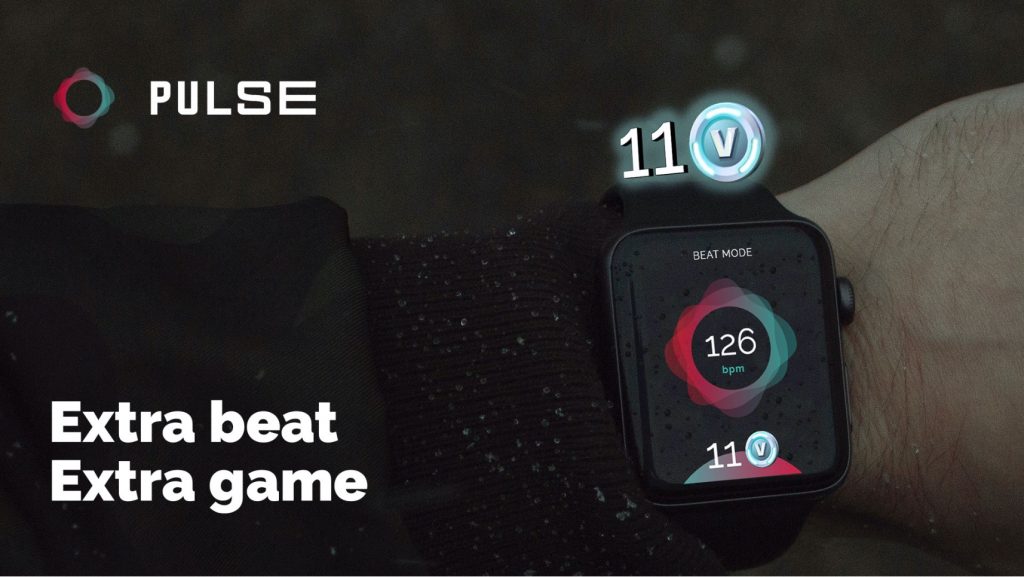 PULSE
11 V
BEAT MODE
126
bpm
11 V
Extra beat
Extra game